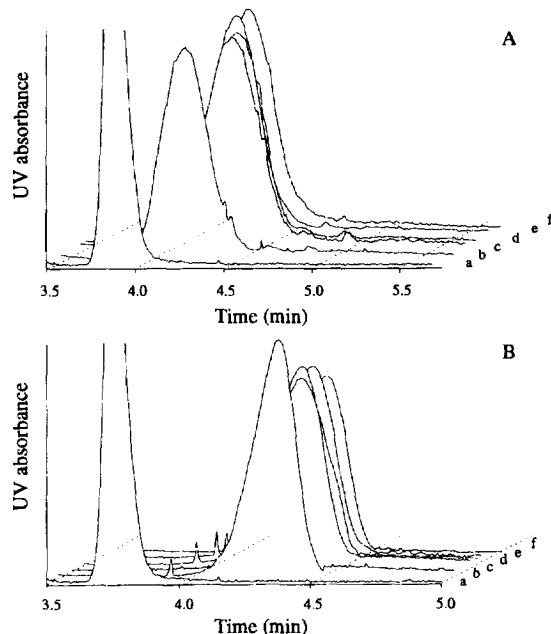 A
UV absorbance
a b c d e f
3.5 4.0 4.5 5.0 5.5
Time (min)
B
UV absorbance
a b c d e f
3.5 4.0 4.5 5.0
Time (min)